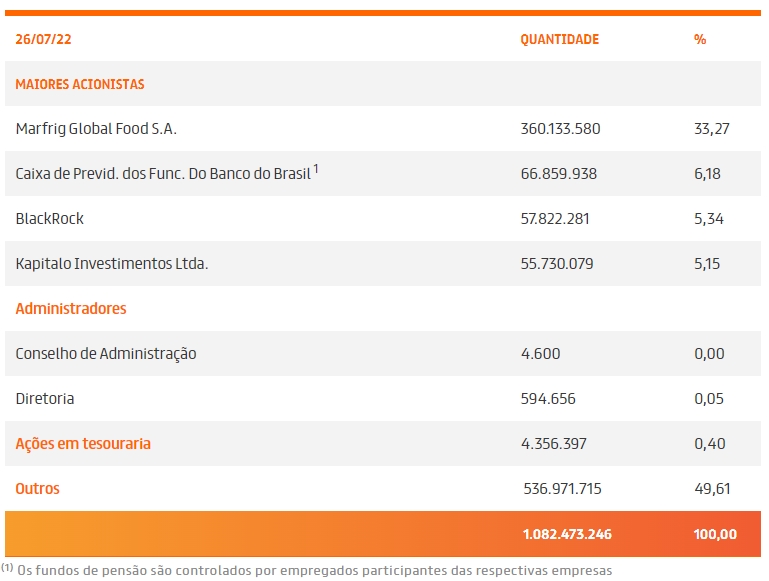 26/07/22 QUANTIDADE %
MAIORES ACIONISTAS
Marfrig Global Food S.A. 360.133.580 33,27
Caixa de Previd. dos Func. Do Banco do Brasil ¹ 66.859.938 6,18
BlackRock 57.822.281 5,34
Kapitalo Investimentos Ltda. 55.730.079 5,15
Administradores
Conselho de Administração 4.600 0,00
Diretoria 594.656 0,05
Ações em tesouraria 4.356.397 0,40
Outros 536.971.715 49,61
1.082.473.246 100,00
(1) Os fundos de pensão são controlados por empregados participantes das respectivas empresas